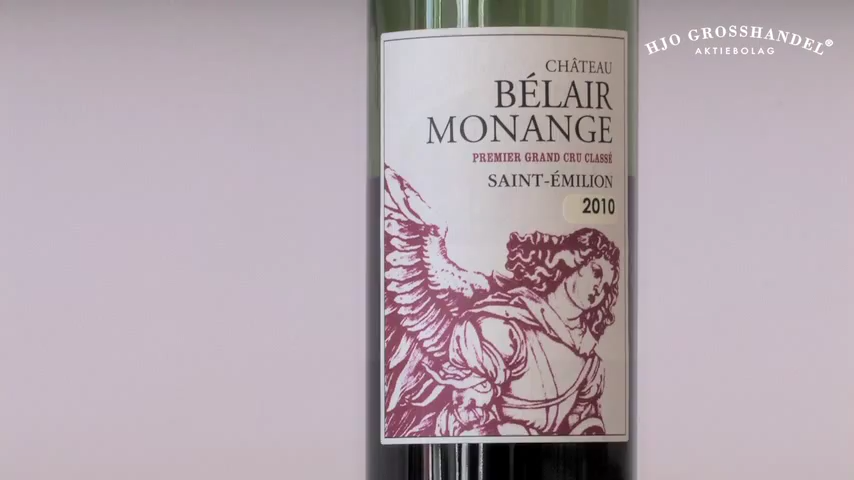 HJO GROSSHANDEL®
AKTIEBOLAG
CHÂTEAU
BÉLAIR
MONANGE
PREMIER GRAND CRU CLASSÉ
SAINT-ÉMILION
2010